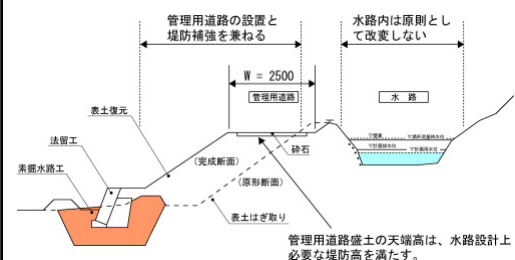 管理用道路の設置と
堤防補強を兼ねる
水路内は原則とし
て改変しない
W = 2500
管理用道路
水 路
表土復元
法留工
素掘水路工
砕石
(完成断面)
(原形断面)
表土はぎ取り
管理用道路盛土の天端高は、水路設計上
必要な堤防高を満たす。